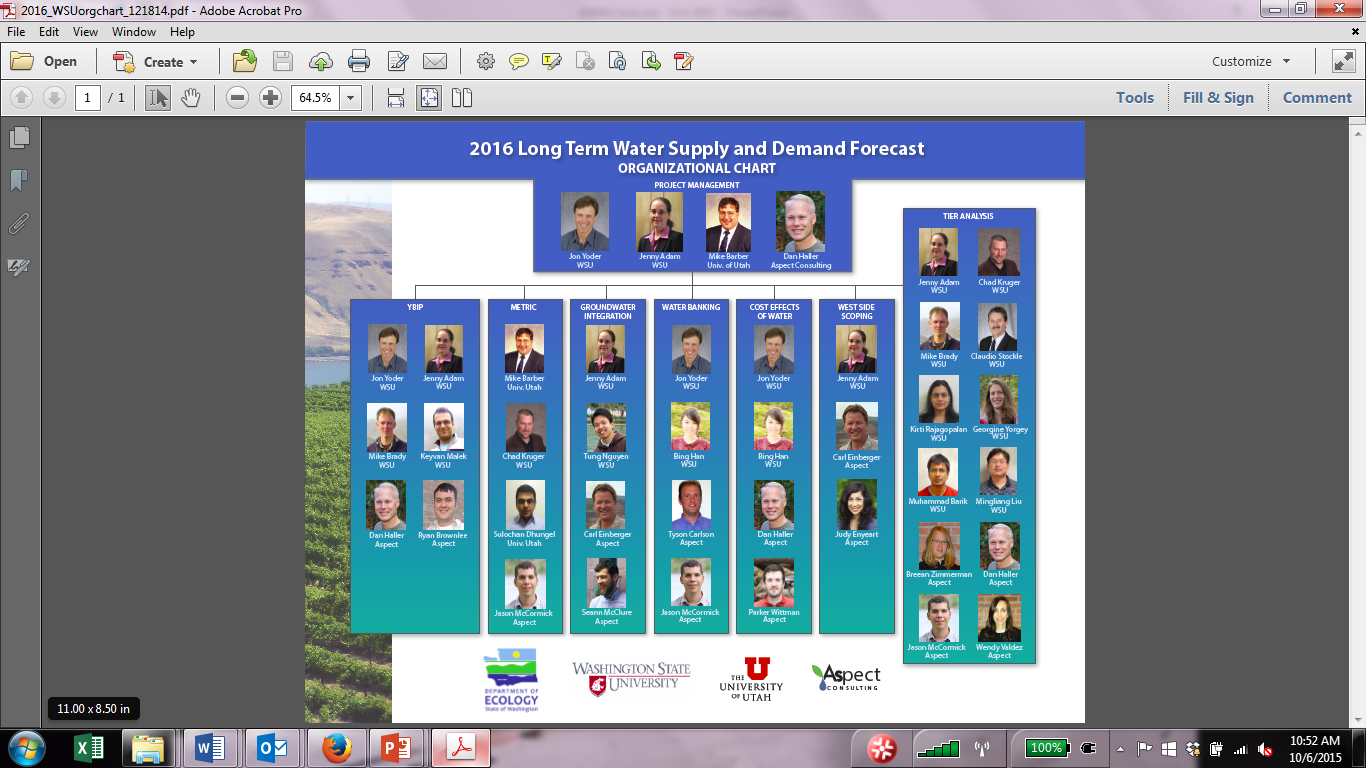 2016_WSUorgchart_121814.pdf - Adobe Acrobat Pro
File Edit View Window Help
Open Create Customize
1 / 1 64.5% Tools Fill & Sign Comment
2016 Long Term Water Supply and Demand Forecast
ORGANIZATIONAL CHART
PROJECT MANAGEMENT
Jon Yoder Jenny Adam Mike Barber Dan Haller
WSU WSU Univ. of Utah Aspect Consulting
YBIP
Jon Yoder Jenny Adam
WSU WSU
Mike Brady Keyvan Malek
WSU WSU
Dan Haller Ryan Brownlee
Aspect Aspect
METRIC
Mike Barber
Univ. Utah
Chad Kruger
WSU
Sulochan Dhungel
Univ. Utah
Jason McCormick
Aspect
GROUNDWATER
INTEGRATION
Jenny Adam
WSU
Tung Nguyen
WSU
Carl Einberger
Aspect
Seann McClure
Aspect
WATER BANKING
Jon Yoder
WSU
Bing Han
WSU
Tyson Carlson
Aspect
Jason McCormick
Aspect
COST EFFECTS
OF WATER
Jon Yoder
WSU
Bing Han
WSU
Dan Haller
Aspect
Parker Wittman
Aspect
WEST SIDE
SCOPING
Jenny Adam
WSU
Carl Einberger
Aspect
Judy Enyeart
Aspect
TIER ANALYSIS
Jenny Adam Chad Kruger
WSU WSU
Mike Brady Claudio Stockle
WSU WSU
Kirti Rajagopalan Georgine Yorgey
WSU WSU
Muhammad Barik Mingliang Liu
WSU WSU
Breean Zimmerman Dan Haller
Aspect Aspect
Jason McCormick Wendy Valdez
Aspect Aspect
DEPARTMENT OF
ECOLOGY
State of Washington
WASHINGTON STATE
UNIVERSITY
THE
UNIVERSITY
OF UTAH
Aspect
CONSULTING
11.00 x 8.50 in
100%
10:52 AM
10/6/2015